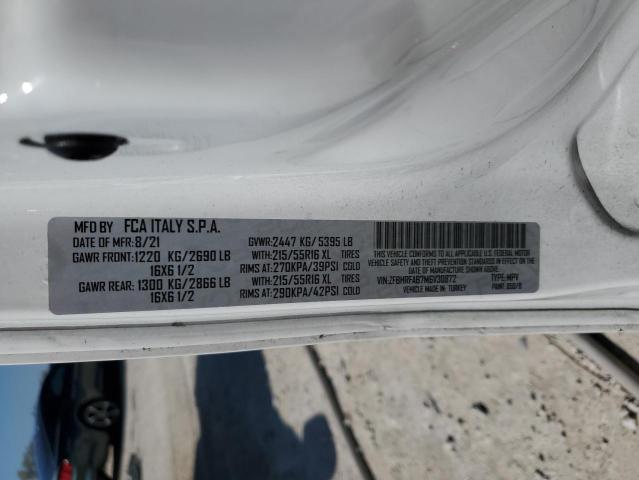 MFD BY FCA ITALY S.P.A.
DATE OF MFR: 8/21 GVWR: 2447 KG/5395 LB
GAWR FRONT: 1220 KG/2690 LB WITH: 215/55R16 XL TIRES
16X6 1/2 RIMS AT: 270KPA/39PSI COLD
GAWR REAR: 1300 KG/2866 LB WITH: 215/55R16 XL TIRES
16X6 1/2 RIMS AT: 290KPA/42PSI COLD
THIS VEHICLE CONFORMS TO ALL APPLICABLE U.S. FEDERAL MOTOR
VEHICLE SAFETY, BUMPER, AND THEFT PREVENTION STANDARDS
IN EFFECT ON THE DATE OF MANUFACTURE SHOWN ABOVE.
TYPE: MPV
VEHICLE MADE IN: TURKEY